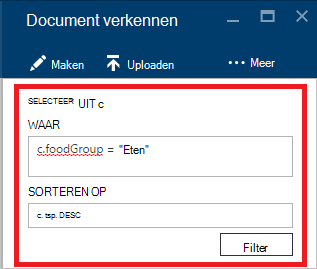 Document verkennen
Maken Uploaden ··· Meer
SELECTEER UIT c
WAAR
c.foodGroup = "Eten"
SORTEREN OP
c. tsp. DESC
Filter